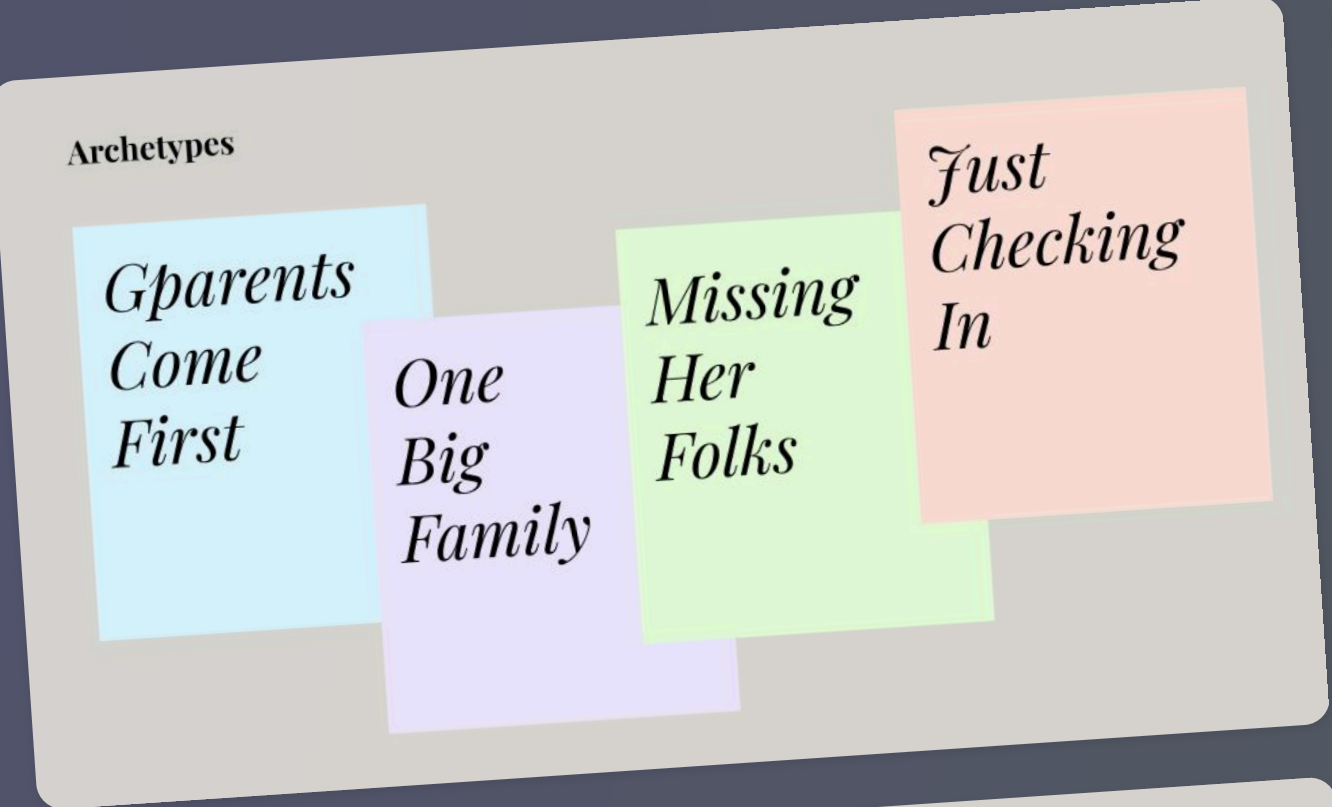 Archetypes
Gparents
Come
First
One
Big
Family
Missing
Her
Folks
Just
Checking
In